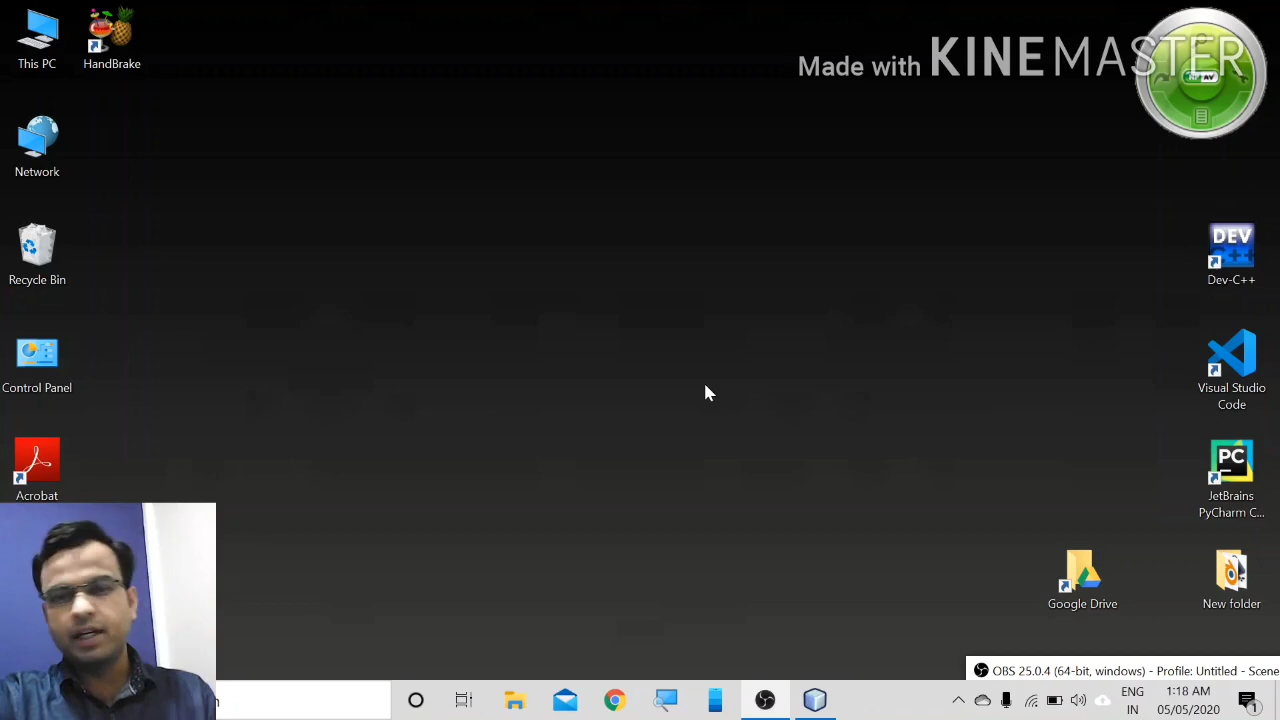 This PC
HandBrake
Made with KINEMASTER
Network
Recycle Bin
DEV
C++
Dev-C++
Control Panel
Visual Studio
Code
Acrobat
PC
JetBrains
PyCharm C...
Google Drive
New folder
OBS 25.0.4 (64-bit, windows) - Profile: Untitled - Scene
ENG
IN
1:18 AM
05/05/2020
1